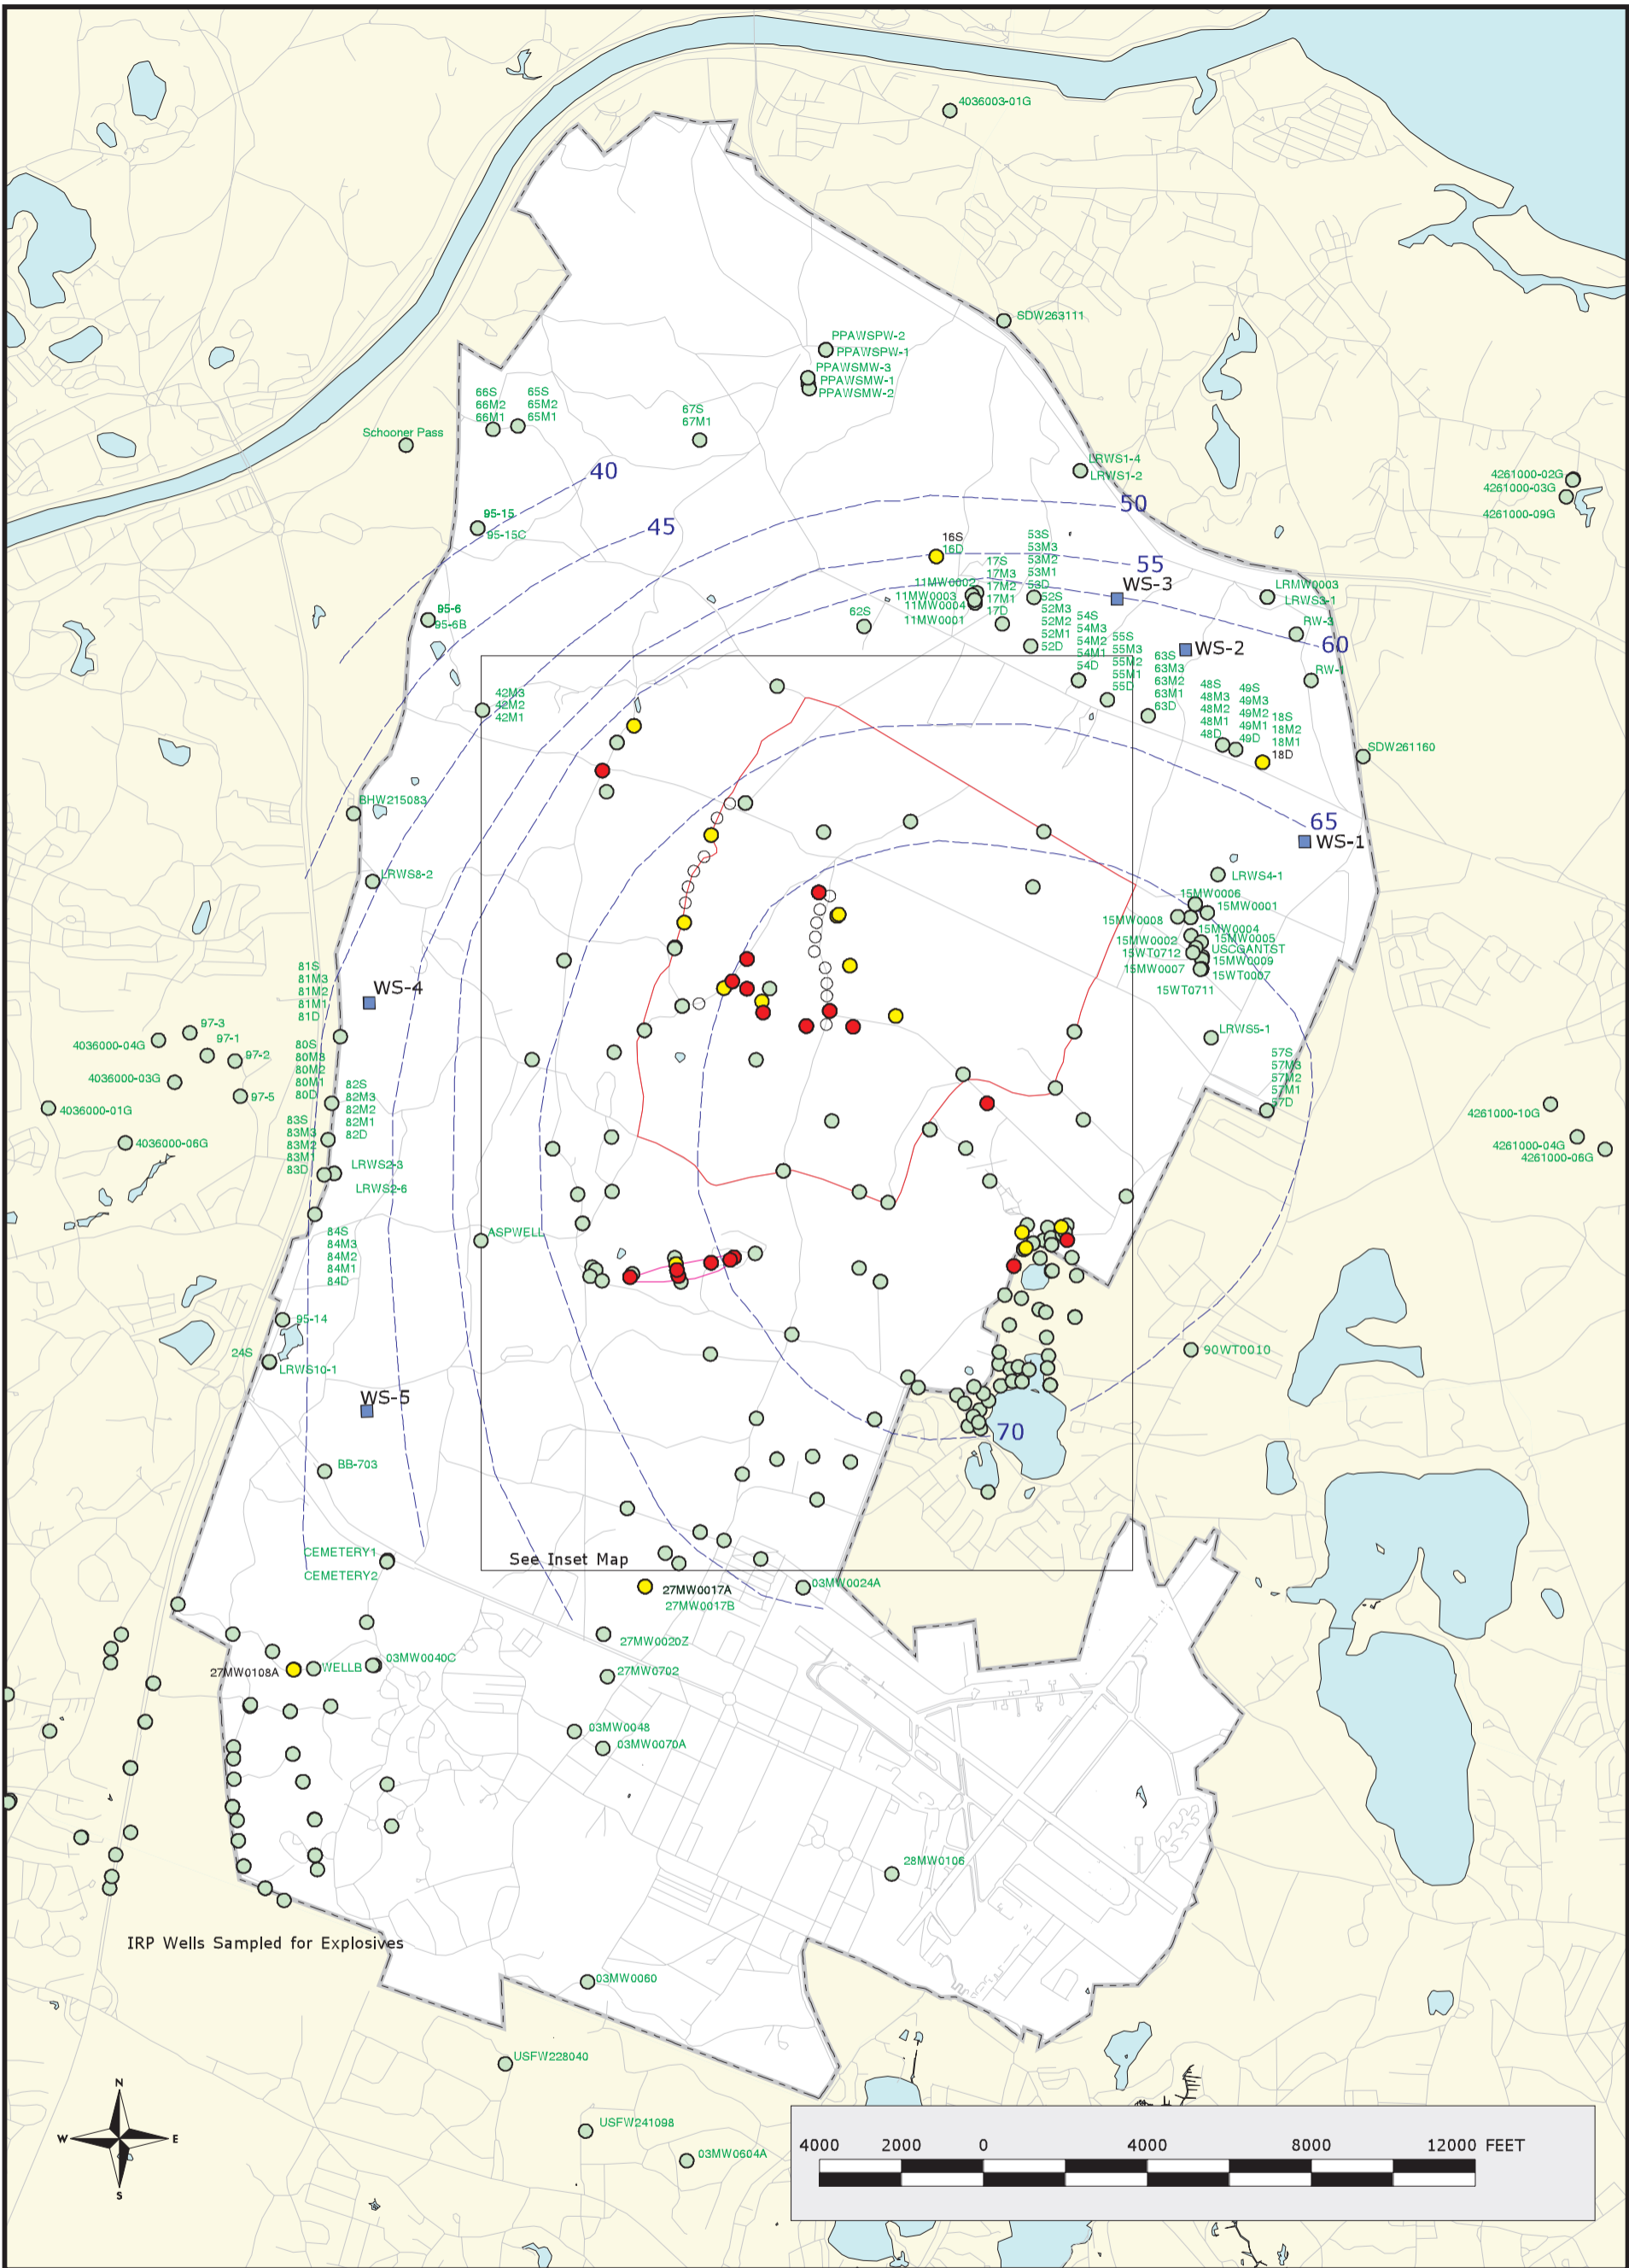 4036003-01G
SDW263111
PPAWSPW-2
PPAWSPW-1
PPAWSMW-3
PPAWSMW-1
PPAWSMW-2
66S
66M2
66M1
65S
65M2
65M1
67S
67M1
Schooner Pass
LRWS1-4
LRWS1-2
40
4261000-02G
4261000-03G
4261000-09G
50
95-15
95-15C
45
16S
16D
53S
53M3
53M2
53M1
53D
55
17S
17M3
17M2
17M1
17D
11MW0002
11MW0003
11MW0004
11MW0001
WS-3
LRMW0003
LRWS3-1
52S
52M3
52M2
52M1
52D
95-6
95-6B
62S
RW-3
60
54S
54M3
54M2
54M1
54D
55S
55M3
55M2
55M1
55D
WS-2
63S
63M3
63M2
63M1
63D
RW-1
42M3
42M2
42M1
48S
48M3
48M2
48M1
48D
49S
49M3
49M2
49M1
49D
18S
18M2
18M1
18D
SDW261160
BHW215083
65
WS-1
LRWS8-2
LRWS4-1
15MW0006
15MW0001
15MW0008
15MW0004
15MW0002
15MW0005
USCGANTST
15WT0712
15MW0009
15MW0007
15WT0007
15WT0711
81S
81M3
81M2
81M1
81D
WS-4
97-3
97-1
4036000-04G
97-2
4036000-03G
97-5
4036000-01G
4036000-06G
80S
80M3
80M2
80M1
80D
82S
82M3
82M2
82M1
82D
83S
83M3
83M2
83M1
83D
LRWS2-3
LRWS2-6
LRWS5-1
57S
57M3
57M2
57M1
57D
4261000-10G
4261000-04G
4261000-06G
84S
84M3
84M2
84M1
84D
ASPWELL
95-14
24S
LRWS10-1
90WT0010
WS-5
70
BB-703
CEMETERY1
CEMETERY2
See Inset Map
27MW0017A
27MW0017B
03MW0024A
27MW0020Z
27MW0108A
WELLB
03MW0040C
27MW0702
03MW0048
03MW0070A
28MW0106
IRP Wells Sampled for Explosives
03MW0060
USFW228040
USFW241098
03MW0604A
N
W
E
S
4000 2000 0 4000 8000 12000 FEET